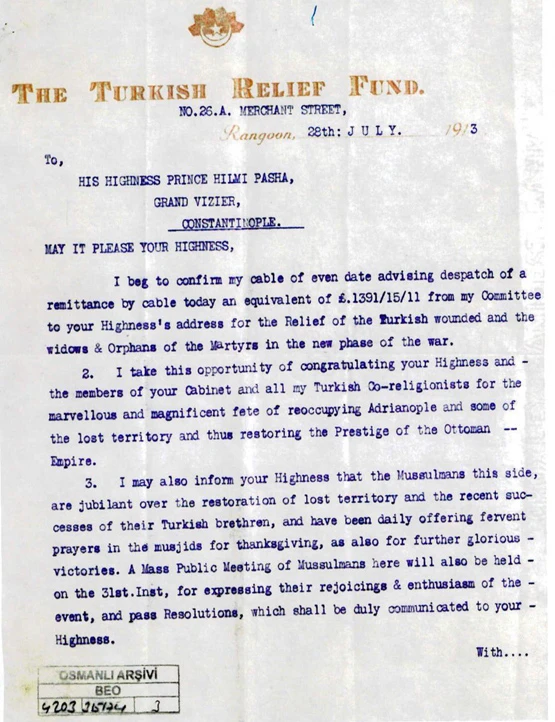 THE TURKISH RELIEF FUND.
NO.26.A. MERCHANT STREET,
Rangoon, 28th: J U L Y. 1913
To,
HIS HIGHNESS PRINCE HILMI PASHA,
GRAND VIZIER,
CONSTANTINOPLE.
MAY IT PLEASE YOUR HIGHNESS,
I beg to confirm my cable of even date advising despatch of a
remittance by cable today an equivalent of £.1391/15/11 from my Committee
to your Highness's address for the Relief of the Turkish wounded and the
widows & Orphans of the Martyrs in the new phase of the war.
2. I take this opportunity of congratulating your Highness and -
the members of your Cabinet and all my Turkish Co-religionists for the
marvellous and magnificent fete of reoccupying Adrianople and some of
the lost territory and thus restoring the Prestige of the Ottoman --
Empire.
3. I may also inform your Highness that the Mussulmans this side,
are jubilant over the restoration of lost territory and the recent suc-
cesses of their Turkish brethren, and have been daily offering fervent
prayers in the musjids for thanksgiving, as also for further glorious -
victories. A Mass Public Meeting of Mussulmans here will also be held -
on the 31st.Inst, for expressing their rejoicings & enthusiasm of the -
event, and pass Resolutions, which shall be duly communicated to your -
Highness.
With....
OSMANLI ARŞİVİ
BEO
4203 3